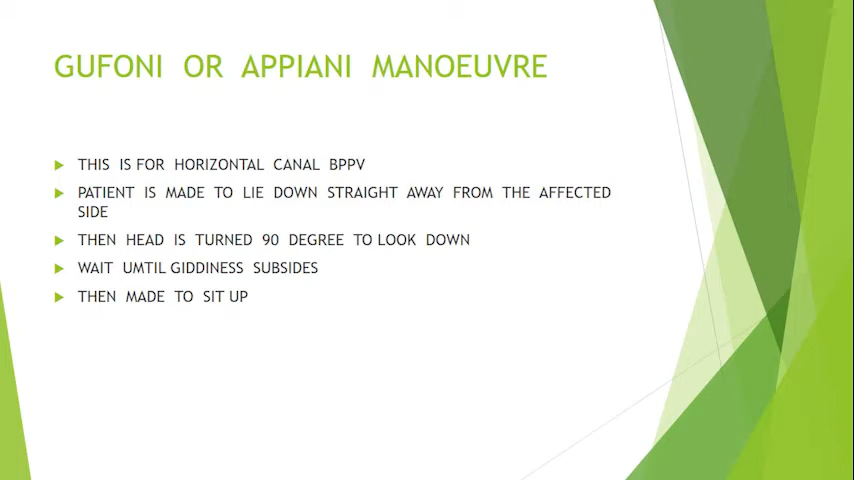 GUFONI OR APPIANI MANOEUVRE
THIS IS FOR HORIZONTAL CANAL BPPV
PATIENT IS MADE TO LIE DOWN STRAIGHT AWAY FROM THE AFFECTED
SIDE
THEN HEAD IS TURNED 90 DEGREE TO LOOK DOWN
WAIT UMTIL GIDDINESS SUBSIDES
THEN MADE TO SIT UP